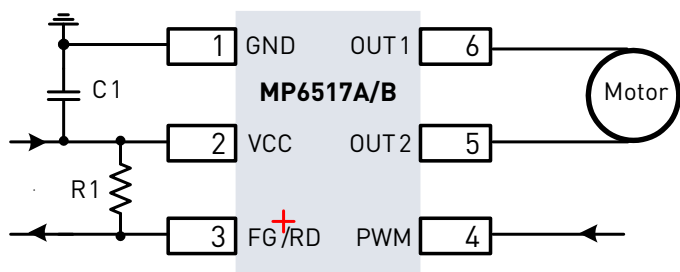 1 GND OUT1 6
C1 MP6517A/B Motor
2 VCC OUT2 5
R1
3 FG/RD PWM 4